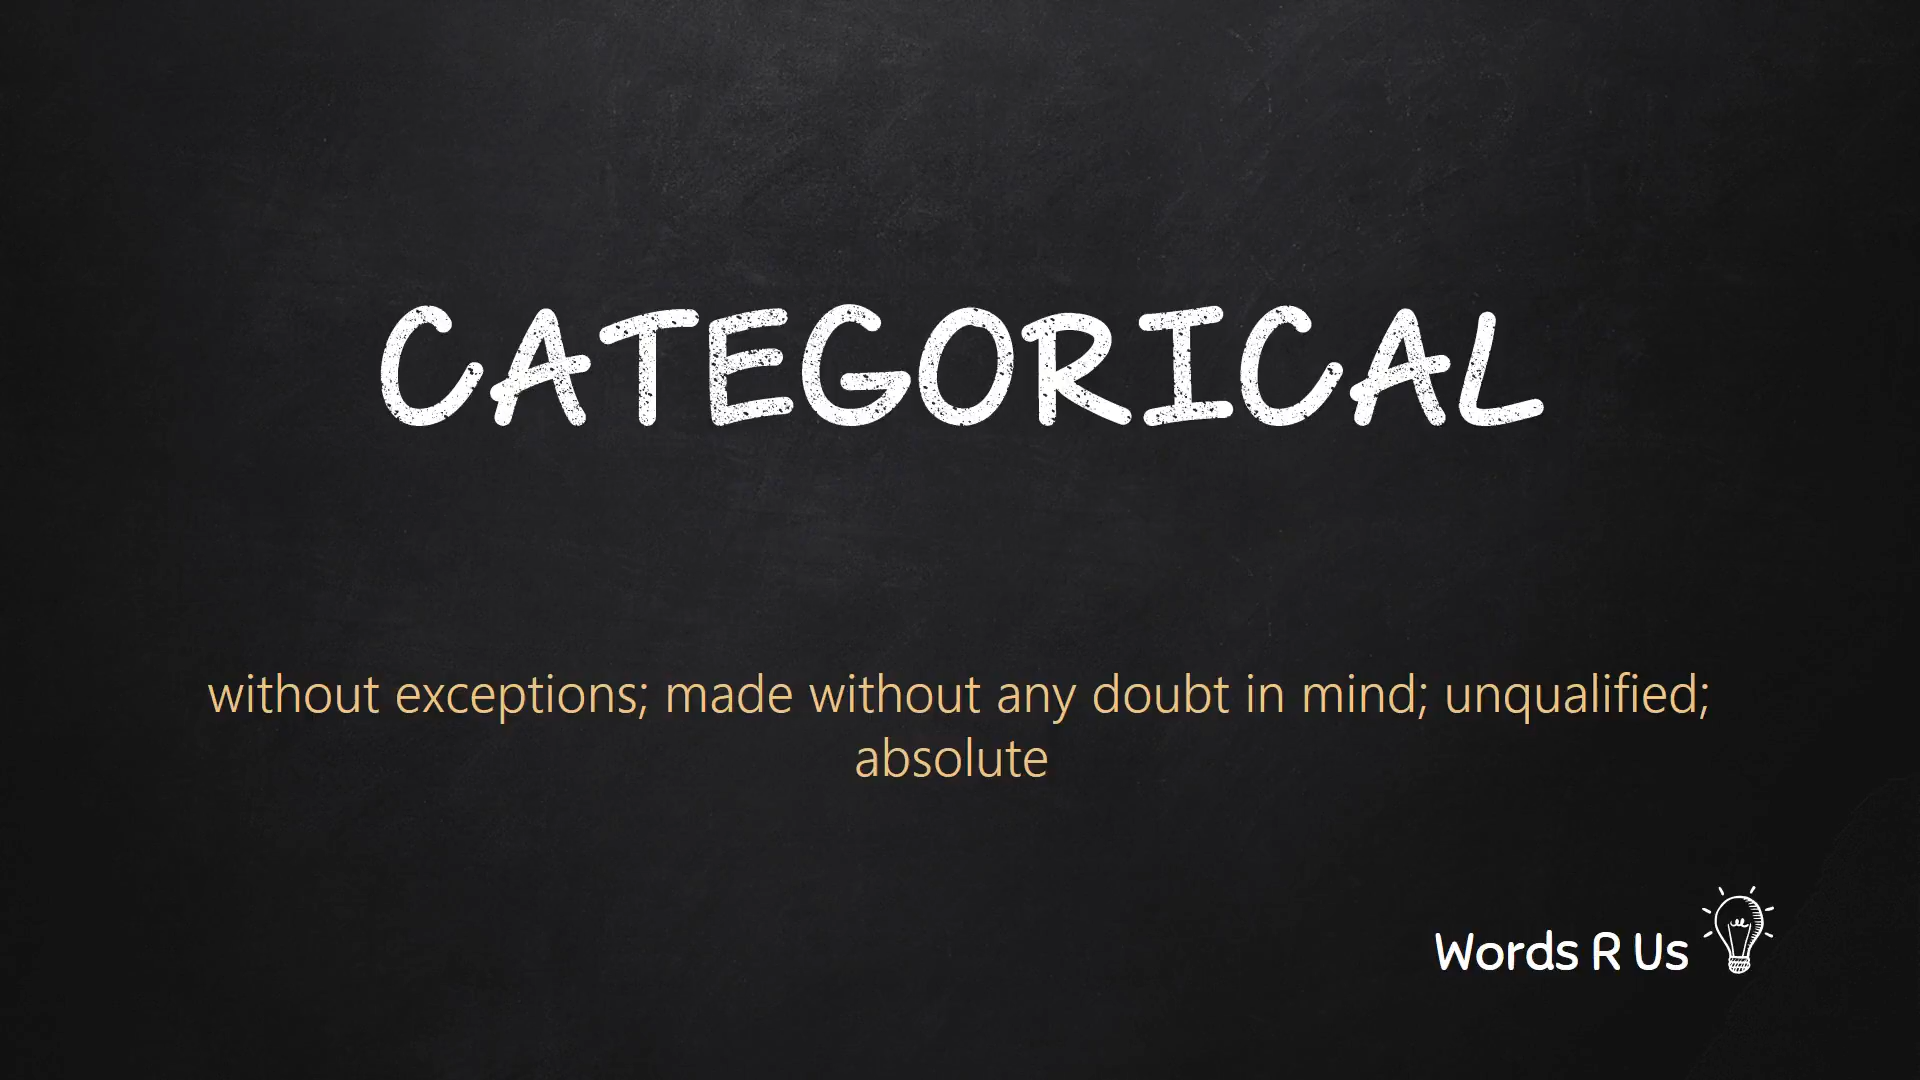 CATEGORICAL
without exceptions; made without any doubt in mind; unqualified;
absolute
Words R Us